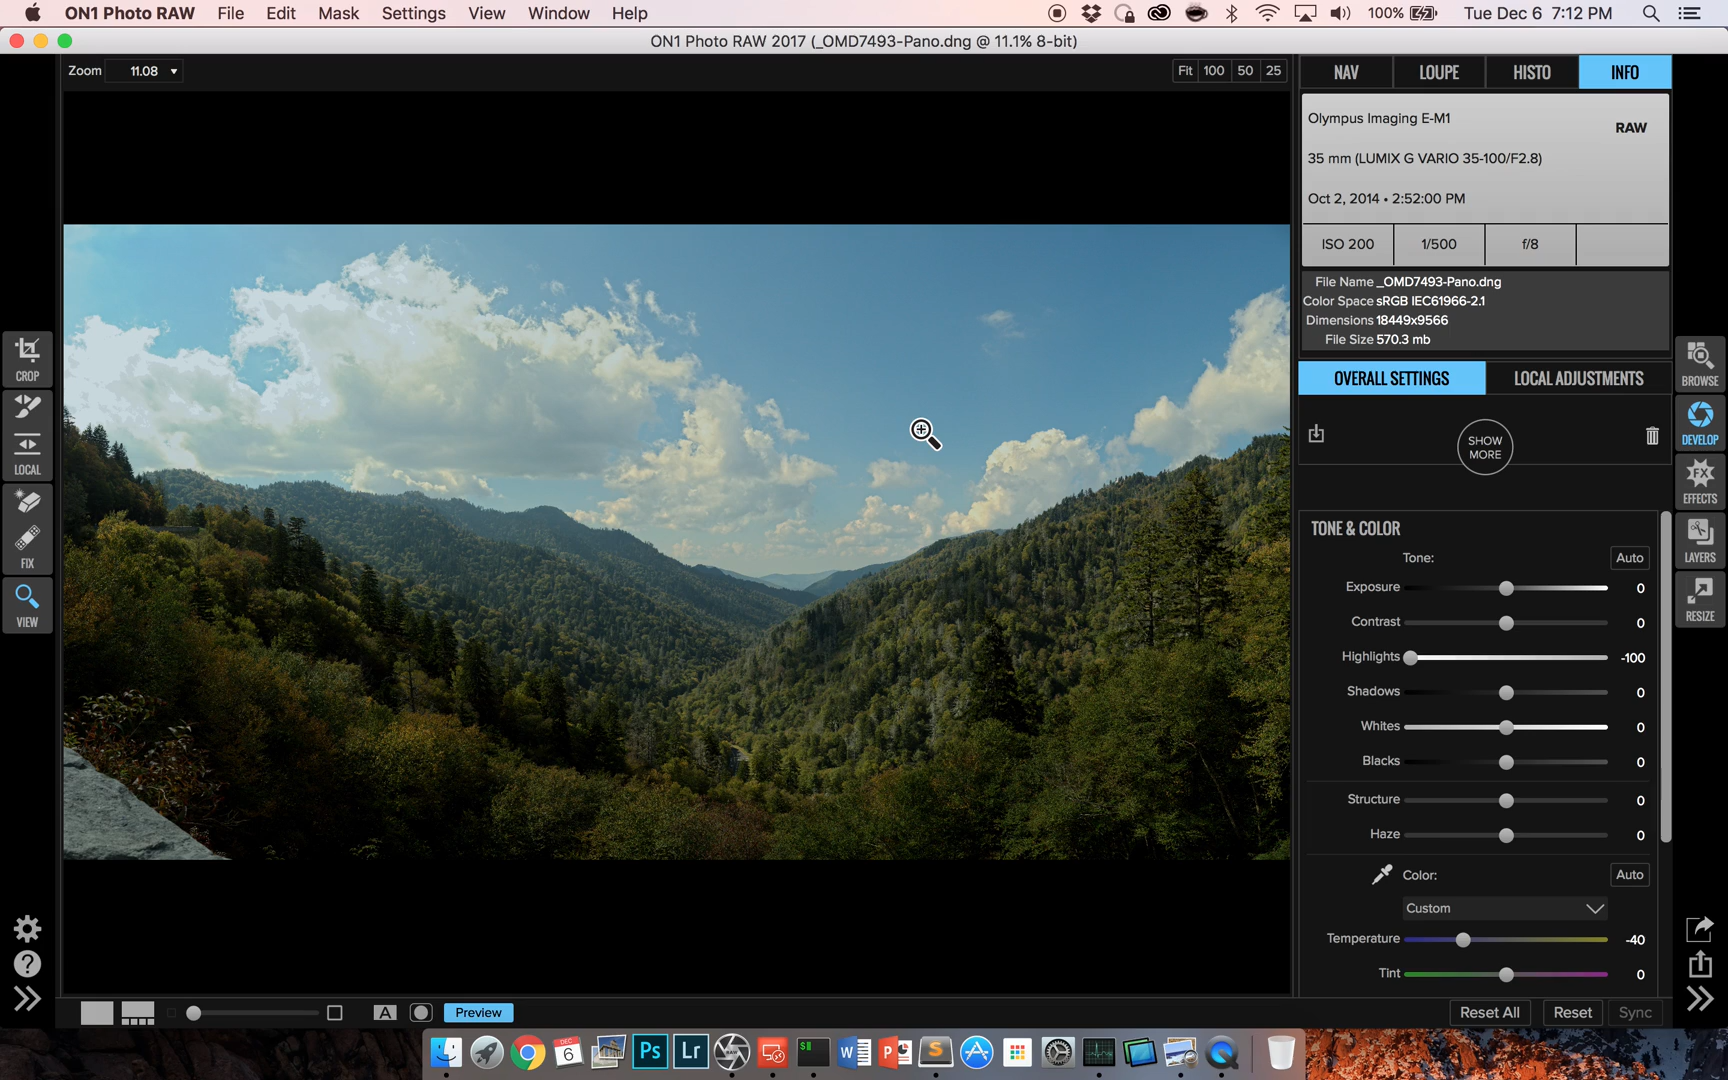 ON1 Photo RAW File Edit Mask Settings View Window Help 100% Tue Dec 6 7:12 PM
ON1 Photo RAW 2017 (_OMD7493-Pano.dng @ 11.1% 8-bit)
Zoom 11.08 Fit 100 50 25
NAV LOUPE HISTO INFO
Olympus Imaging E-M1
RAW
35 mm (LUMIX G VARIO 35-100/F2.8)
Oct 2, 2014 • 2:52:00 PM
ISO 200 1/500 f/8
File Name _OMD7493-Pano.dng
Color Space sRGB IEC61966-2.1
Dimensions 18449x9566
File Size 570.3 mb
OVERALL SETTINGS LOCAL ADJUSTMENTS
SHOW
MORE
TONE & COLOR
Tone: Auto
Exposure 0
Contrast 0
Highlights -100
Shadows 0
Whites 0
Blacks 0
Structure 0
Haze 0
Color: Auto
Custom
Temperature -40
Tint 0
CROP
LOCAL
FIX
VIEW
BROWSE
DEVELOP
FX
EFFECTS
LAYERS
RESIZE
?
A Preview
Reset All Reset Sync
DEC
6
Ps
Lr
RAW
$
W
P
S